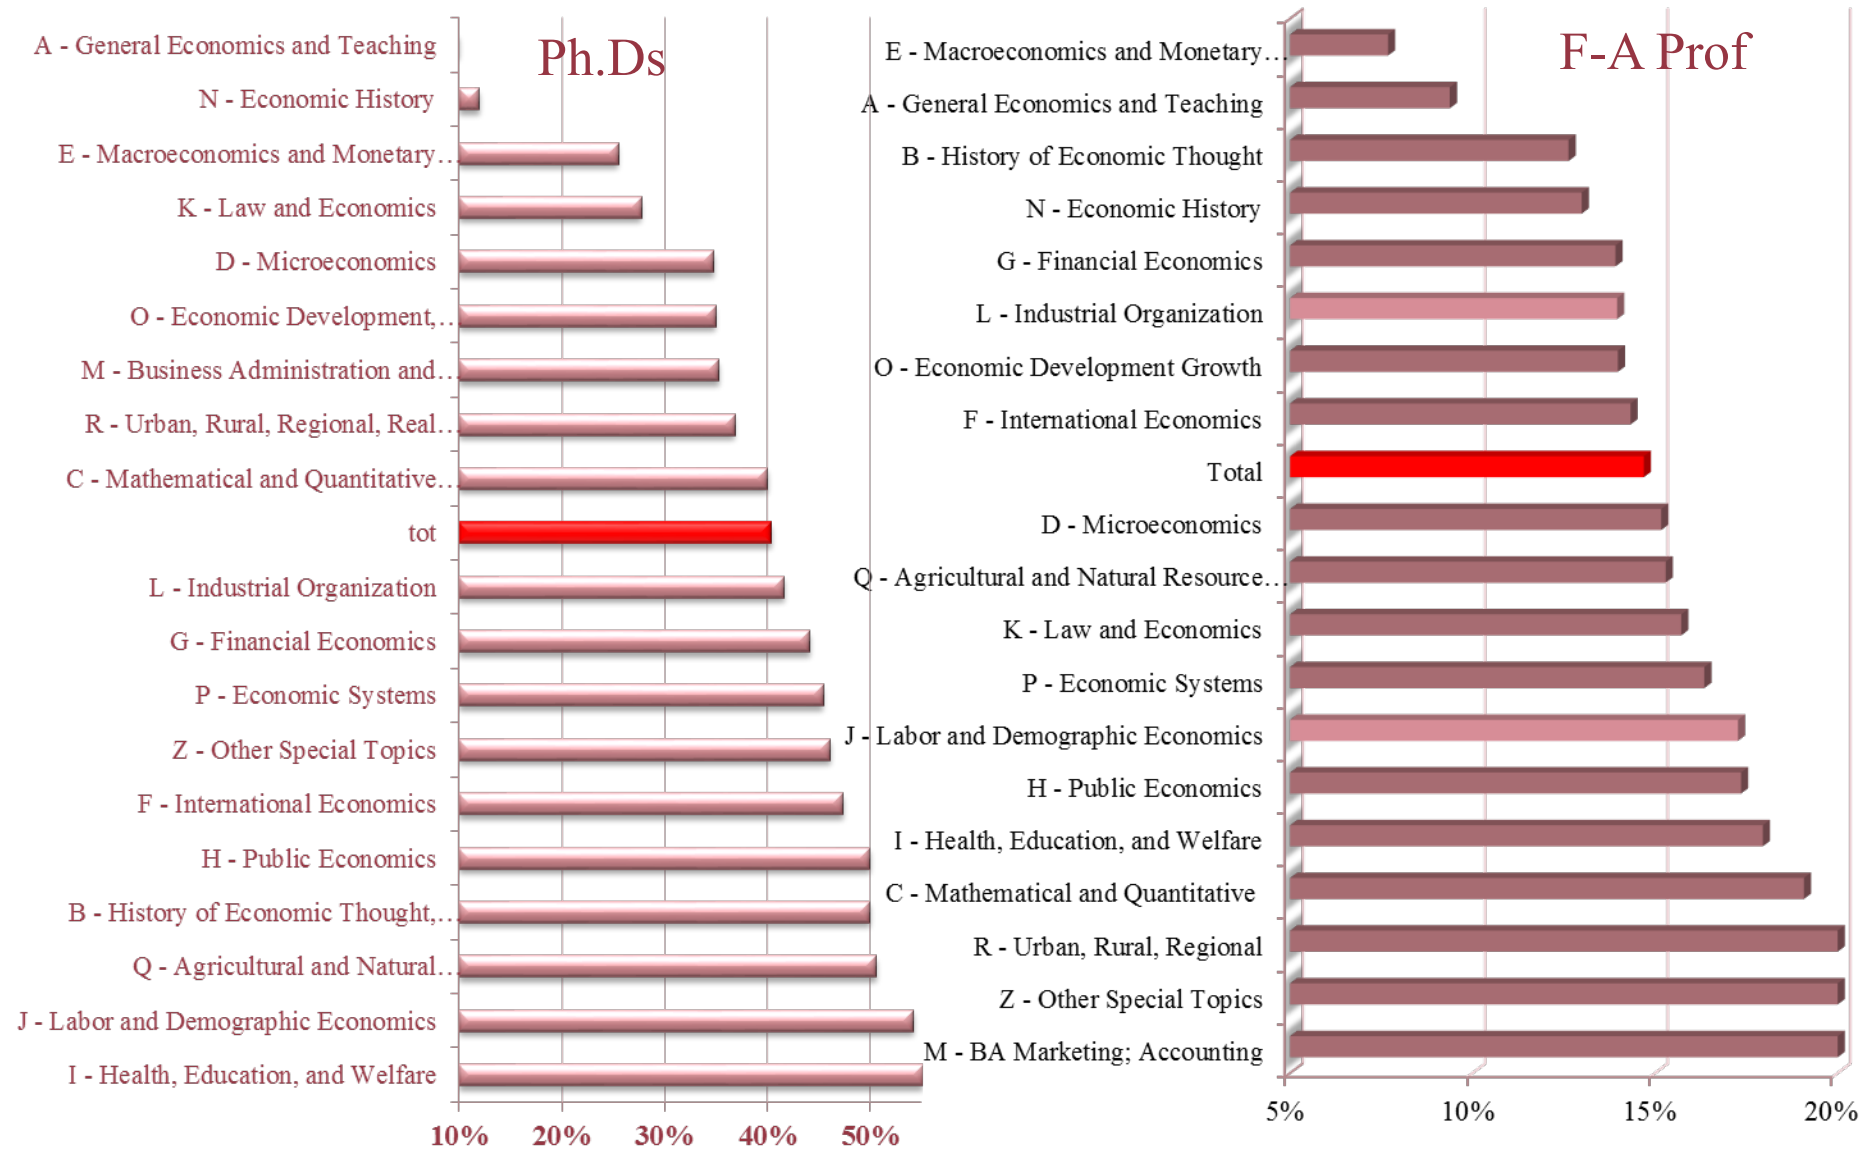 Ph.Ds
A - General Economics and Teaching
N - Economic History
E - Macroeconomics and Monetary…
K - Law and Economics
D - Microeconomics
O - Economic Development,…
M - Business Administration and…
R - Urban, Rural, Regional, Real…
C - Mathematical and Quantitative…
tot
L - Industrial Organization
G - Financial Economics
P - Economic Systems
Z - Other Special Topics
F - International Economics
H - Public Economics
B - History of Economic Thought,…
Q - Agricultural and Natural…
J - Labor and Demographic Economics
I - Health, Education, and Welfare
10% 20% 30% 40% 50%
F-A Prof
E - Macroeconomics and Monetary…
A - General Economics and Teaching
B - History of Economic Thought
N - Economic History
G - Financial Economics
L - Industrial Organization
O - Economic Development Growth
F - International Economics
Total
D - Microeconomics
Q - Agricultural and Natural Resource…
K - Law and Economics
P - Economic Systems
J - Labor and Demographic Economics
H - Public Economics
I - Health, Education, and Welfare
C - Mathematical and Quantitative
R - Urban, Rural, Regional
Z - Other Special Topics
M - BA Marketing; Accounting
5% 10% 15% 20%